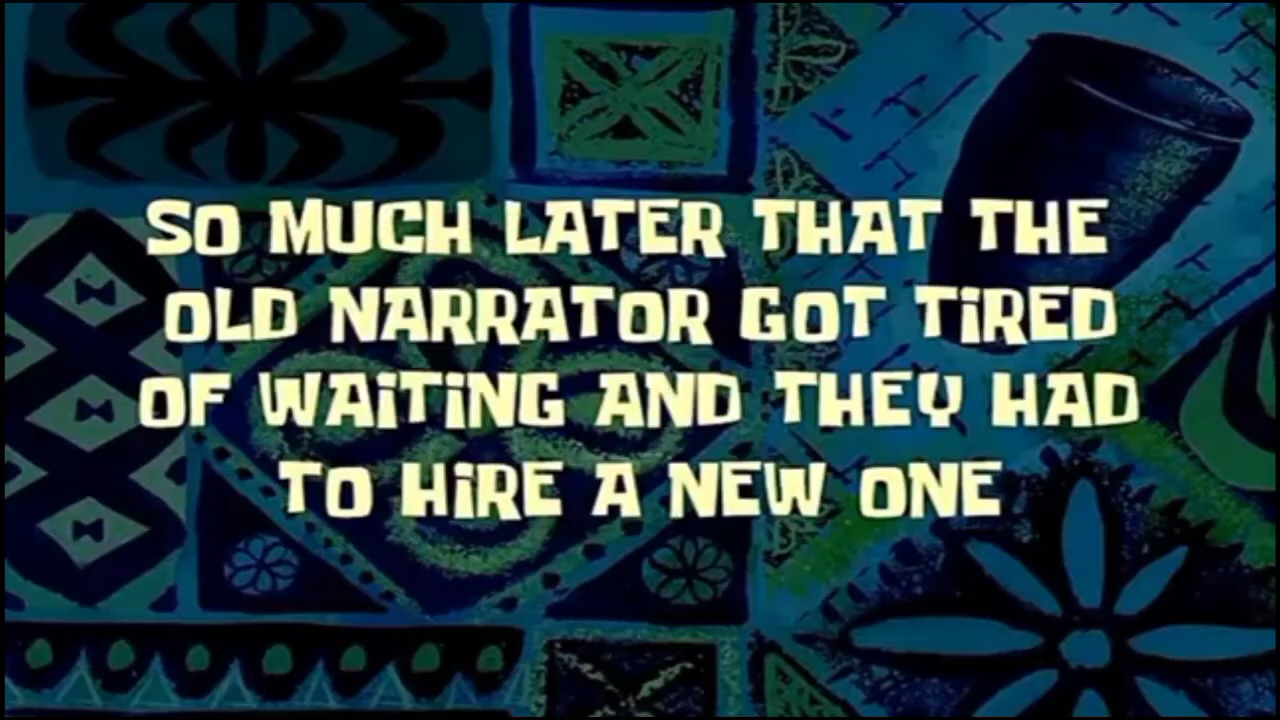 SO MUCH LATER THAT THE
OLD NARRATOR GOT TiRED
OF WAiTiNG AND THEY HAD
TO HiRE A NEW ONE